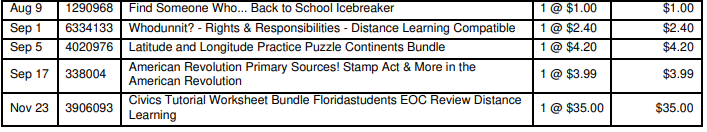 Aug 9 1290968 Find Someone Who... Back to School Icebreaker 1 @ $1.00 $1.00
Sep 1 6334133 Whodunnit? - Rights & Responsibilities - Distance Learning Compatible 1 @ $2.40 $2.40
Sep 5 4020976 Latitude and Longitude Practice Puzzle Continents Bundle 1 @ $4.20 $4.20
Sep 17 338004 American Revolution Primary Sources! Stamp Act & More in the 1 @ $3.99 $3.99
American Revolution
Nov 23 3906093 Civics Tutorial Worksheet Bundle Floridastudents EOC Review Distance 1 @ $35.00 $35.00
Learning